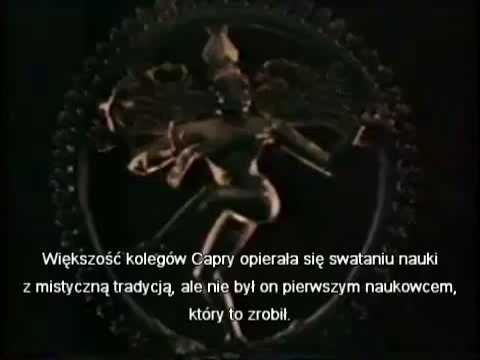 Większość kolegów Capry opierała się swataniu nauki
z mistyczną tradycją, ale nie był on pierwszym naukowcem,
który to zrobił.